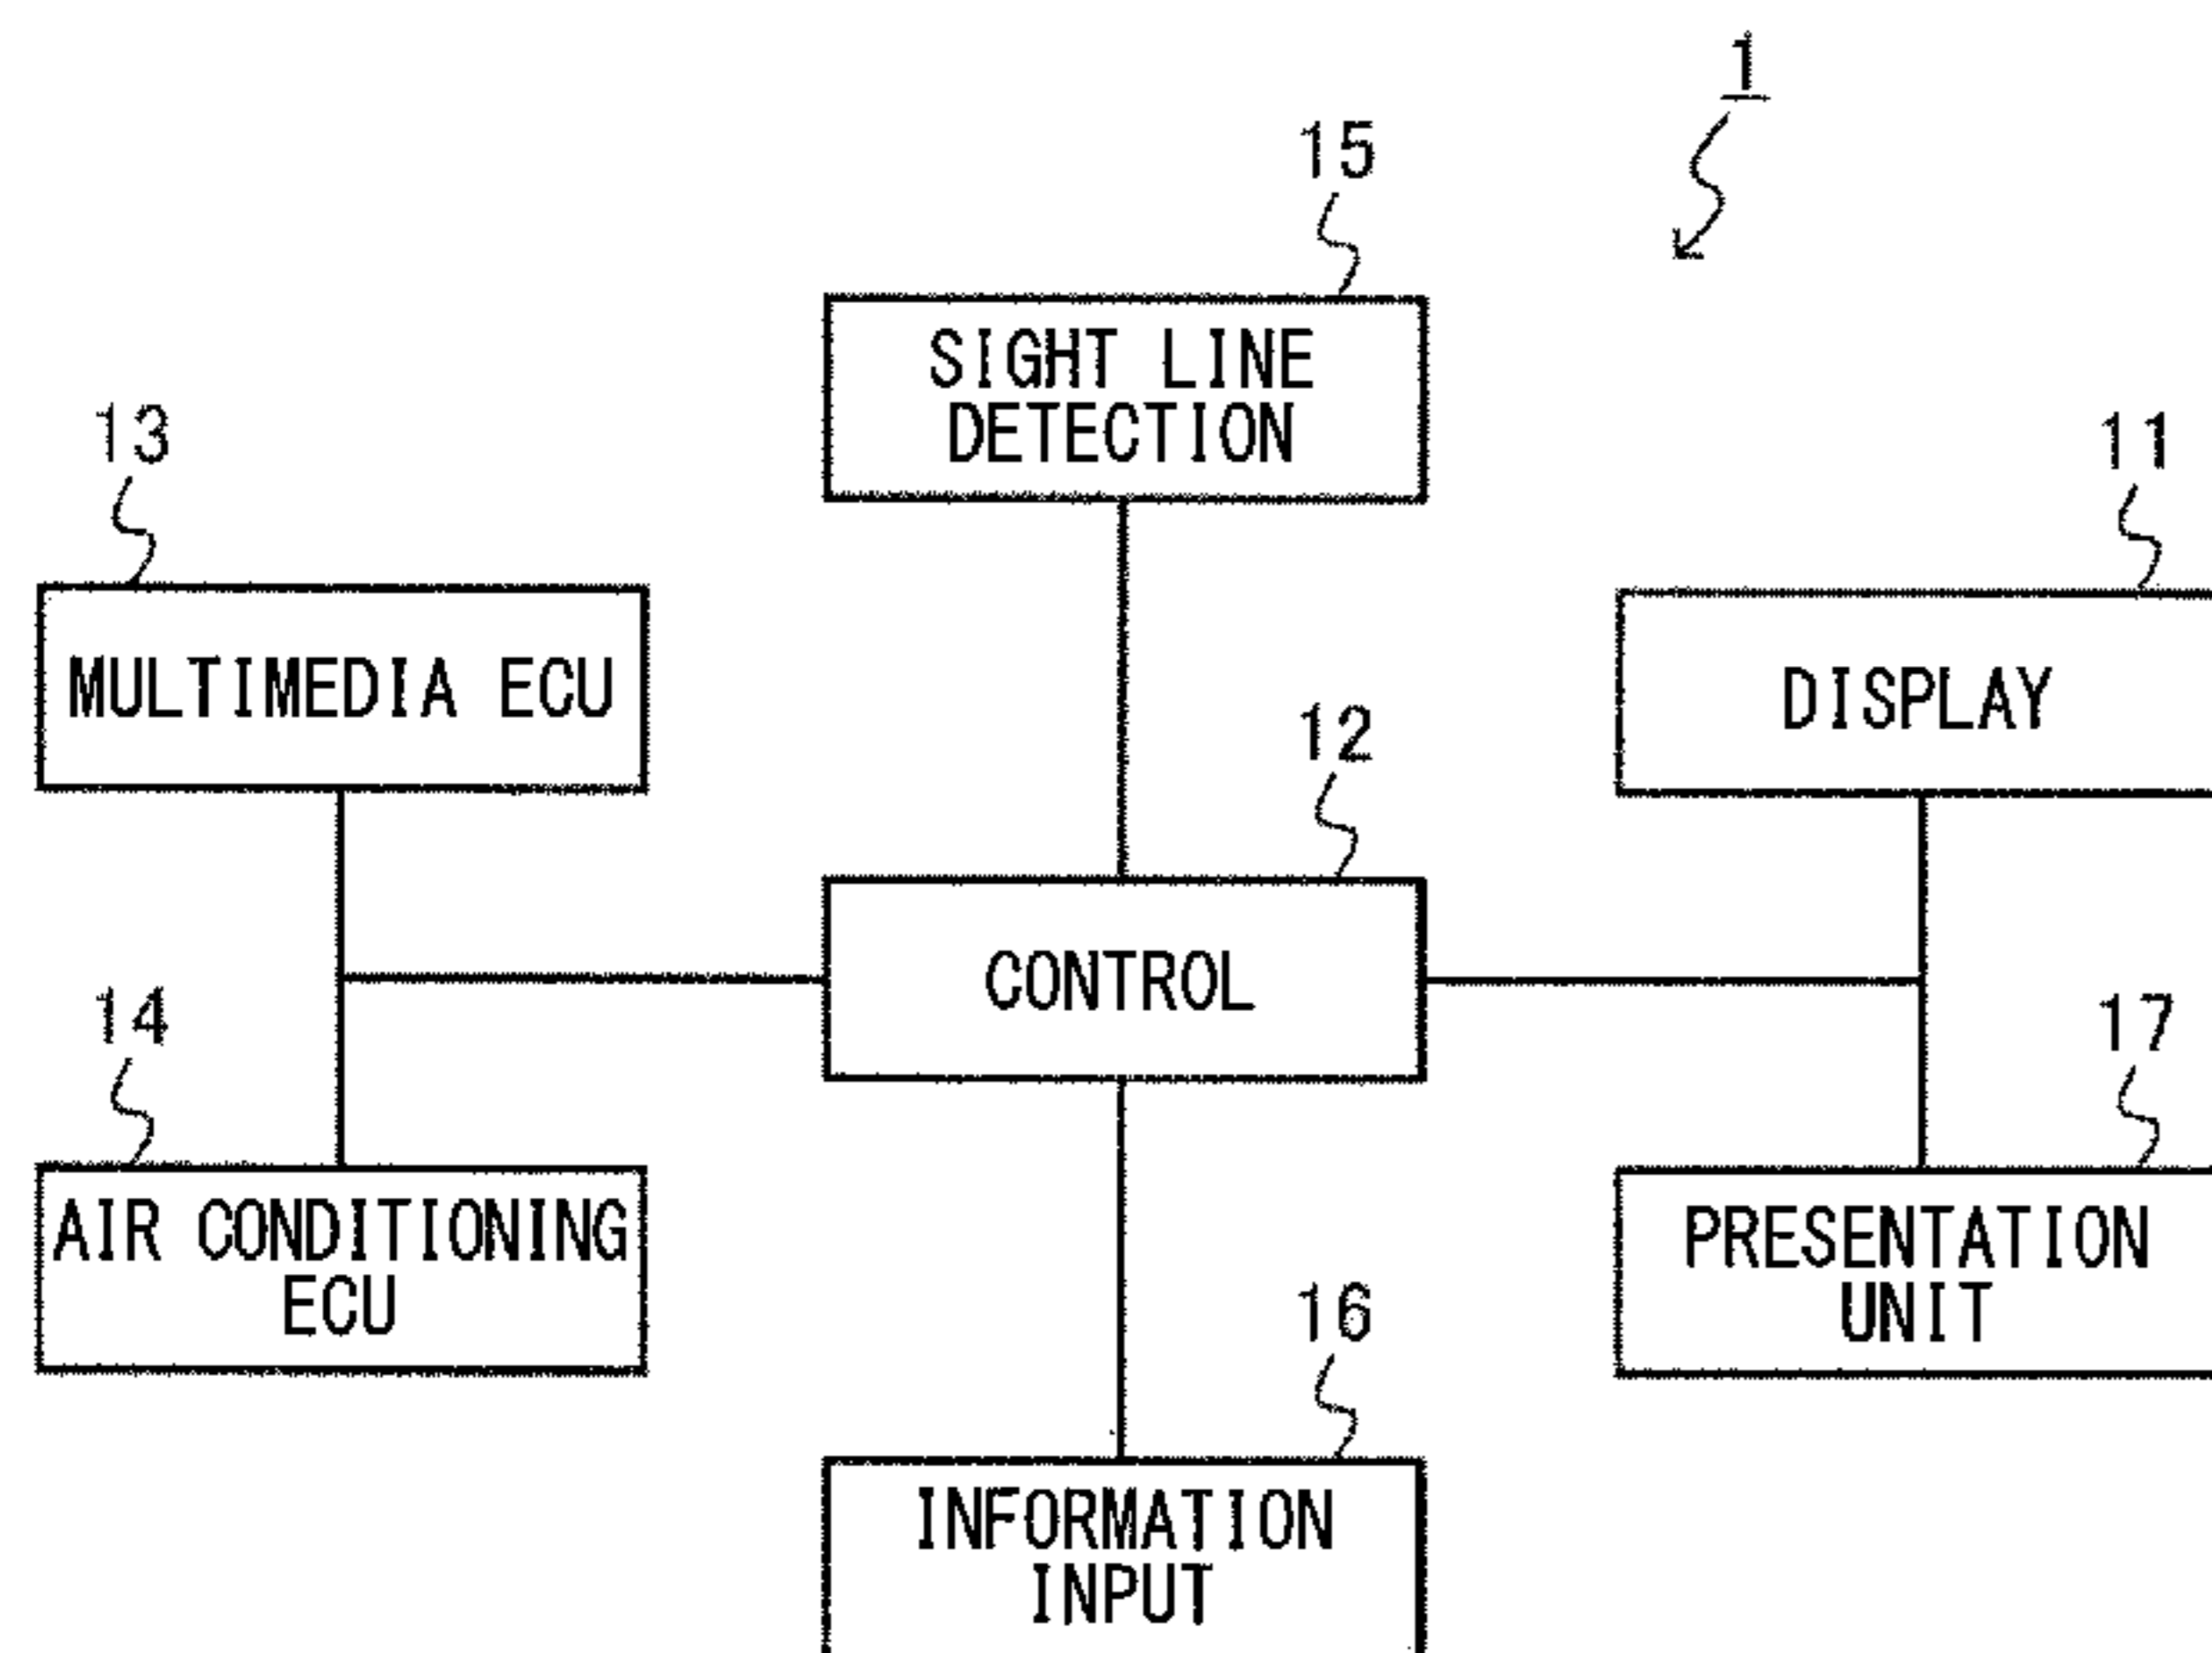 1
15
SIGHT LINE
DETECTION
13
11
MULTIMEDIA ECU
DISPLAY
12
CONTROL
14
17
AIR CONDITIONING
ECU
PRESENTATION
UNIT
16
INFORMATION
INPUT